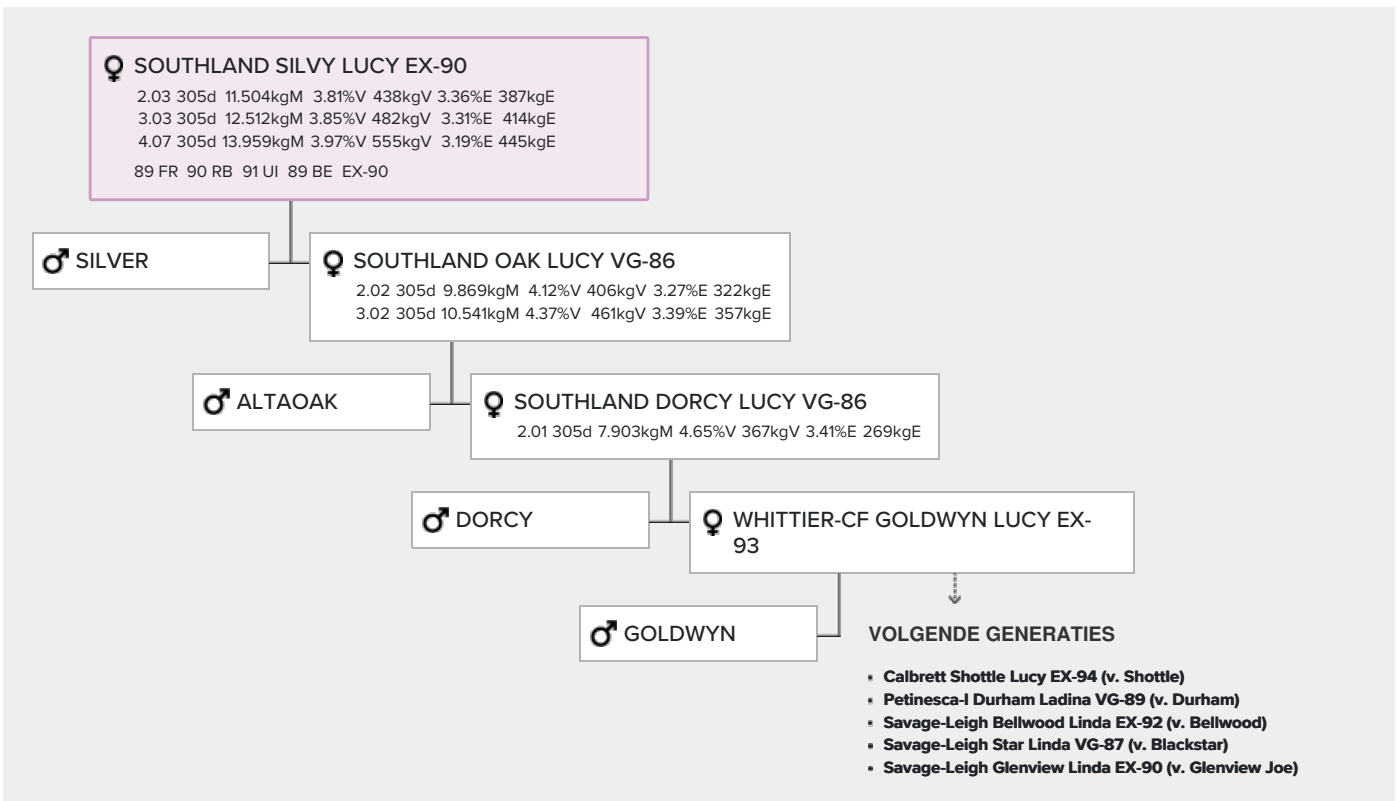 SOUTHLAND SILVY LUCY EX-90
2.03 305d 11.504kgM 3.81%V 438kgV 3.36%E 387kgE
3.03 305d 12.512kgM 3.85%V 482kgV 3.31%E 414kgE
4.07 305d 13.959kgM 3.97%V 555kgV 3.19%E 445kgE
89 FR 90 RB 91 UI 89 BE EX-90
SILVER
SOUTHLAND OAK LUCY VG-86
2.02 305d 9.869kgM 4.12%V 406kgV 3.27%E 322kgE
3.02 305d 10.541kgM 4.37%V 461kgV 3.39%E 357kgE
ALTAOAK
SOUTHLAND DORCY LUCY VG-86
2.01 305d 7.903kgM 4.65%V 367kgV 3.41%E 269kgE
DORCY
WHITTIER-CF GOLDWYN LUCY EX-
93
GOLDWYN
VOLGENDE GENERATIES
▪ Calbrett Shottle Lucy EX-94 (v. Shottle)
▪ Petinesca-I Durham Ladina VG-89 (v. Durham)
▪ Savage-Leigh Bellwood Linda EX-92 (v. Bellwood)
▪ Savage-Leigh Star Linda VG-87 (v. Blackstar)
▪ Savage-Leigh Glenview Linda EX-90 (v. Glenview Joe)